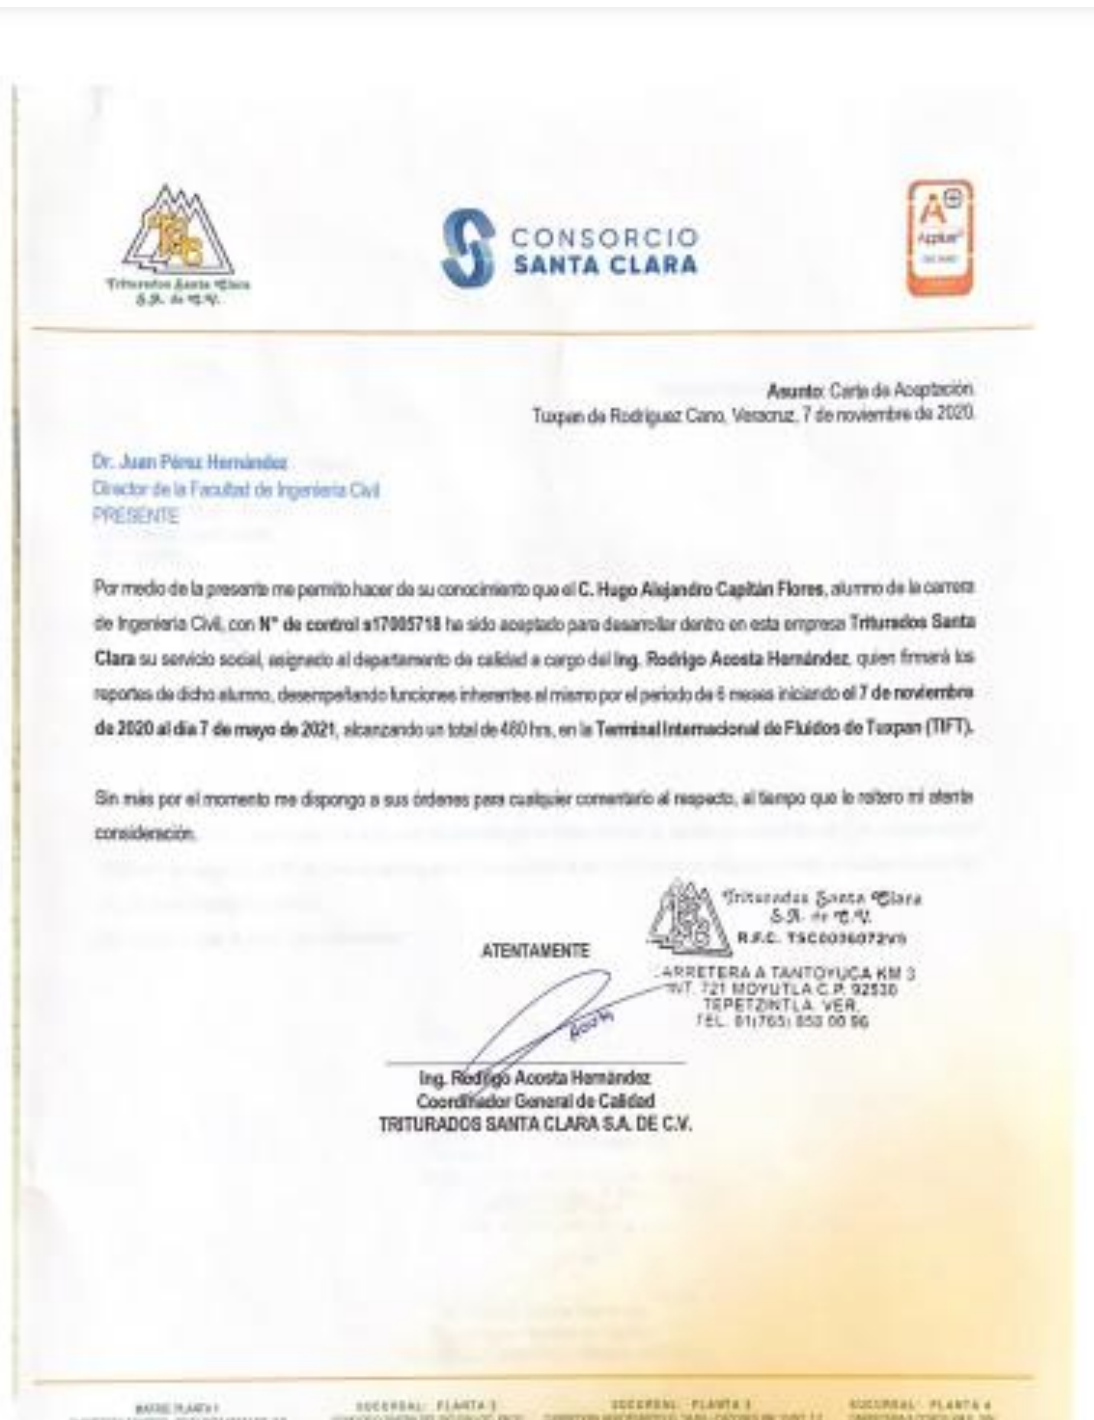 Triturados Santa Clara
S.A. de C.V.
CONSORCIO
SANTA CLARA
Applus+
Asunto: Carta de Aceptación
Tuxpan de Rodríguez Cano, Veracruz, 7 de noviembre de 2020
Dr. Juan Pérez Hernández
Director de la Facultad de Ingeniería Civil
PRESENTE
Por medio de la presente me permito hacer de su conocimiento que el C. Hugo Alejandro Capitán Flores, alumno de la carrera
de Ingeniería Civil, con N° de control s17005718 ha sido aceptado para desarrollar dentro en esta empresa Triturados Santa
Clara su servicio social, asignado al departamento de calidad a cargo del Ing. Rodrigo Acosta Hernández, quien firmará los
reportes de dicho alumno, desempeñando funciones inherentes al mismo por el periodo de 6 meses iniciando el 7 de noviembre
de 2020 al día 7 de mayo de 2021, alcanzando un total de 480 hrs, en la Terminal Internacional de Fluidos de Tuxpan (TIFT).
Sin más por el momento me dispongo a sus órdenes para cualquier comentario al respecto, al tiempo que le reitero mi atenta
consideración.
Triturados Santa Clara
S.A. de C.V.
R.F.C.
ATENTAMENTE
CARRETERA A TANTOYUCA KM 3
INT. 721 MOYUTLA C.P. 92530
TEPETZINTLA. VER.
TEL. 01(765) 853 00 96
Acosta
Ing. Rodrigo Acosta Hernández
Coordinador General de Calidad
TRITURADOS SANTA CLARA S.A. DE C.V.
MATRIZ PLANTA 1
SUCURSAL PLANTA 2
SUCURSAL PLANTA 3
SUCURSAL PLANTA 4